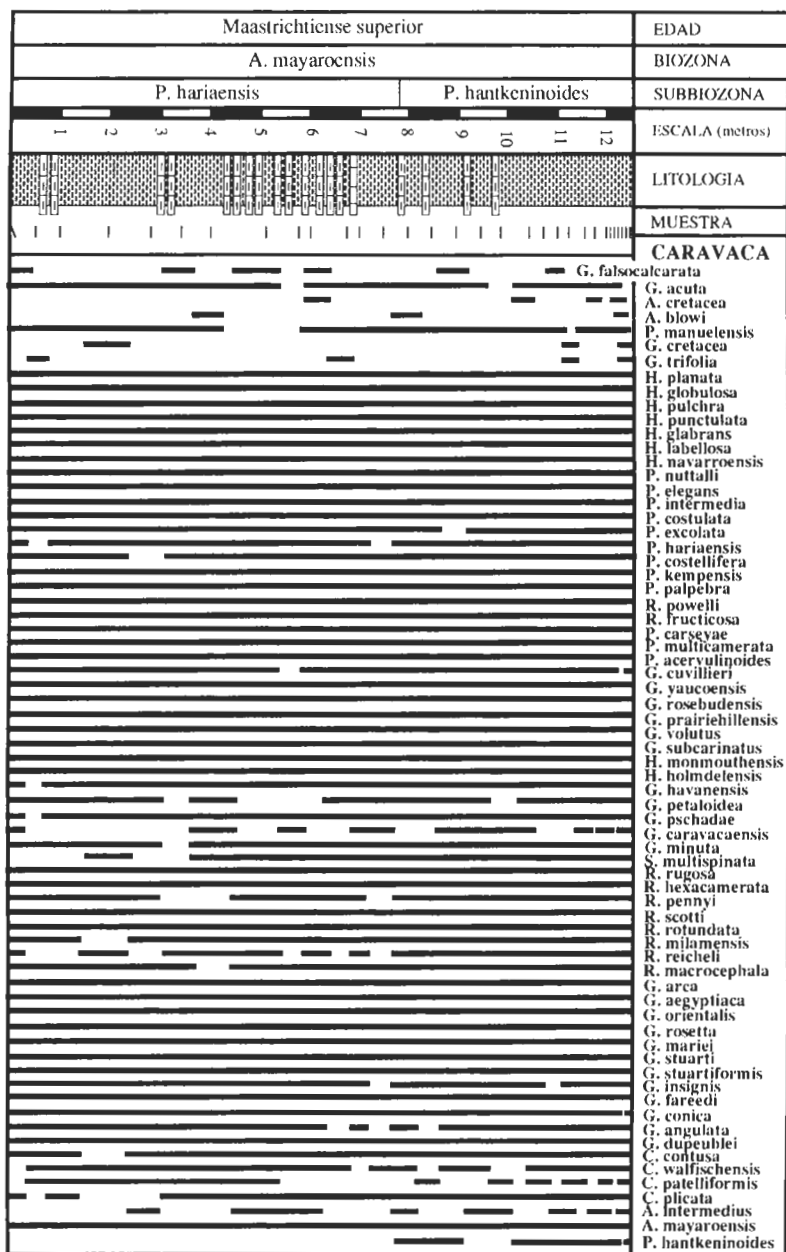 Maastrichtiense superior EDAD
A. mayaroensis BIOZONA
P. hariaensis P. hantkeninoides SUBBIOZONA
1 2 3 4 5 6 7 8 9 10 11 12 ESCALA (metros)
LITOLOGIA
MUESTRA
CARAVACA
G. falsocalcarata
G. acuta
A. cretacea
A. blowi
P. manuelensis
G. cretacea
G. trifolia
H. planata
H. globulosa
H. pulchra
H. punctulata
H. glabrans
H. labellosa
H. navarroensis
P. nuttalli
P. elegans
P. intermedia
P. costulata
P. excolata
P. hariaensis
P. costellifera
P. kempensis
P. palpebra
R. powelli
R. fructicosa
P. carseyae
P. multicamerata
P. acervulinoides
G. cuvillieri
G. yaucoensis
G. rosebudensis
G. prairiehillensis
G. volutus
G. subcarinatus
H. monmouthensis
H. holmdelensis
G. havanensis
G. petaloidea
G. pschadae
G. caravacaensis
G. minuta
S. multispinata
R. rugosa
R. hexacamerata
R. pennyi
R. scotti
R. rotundata
R. milamensis
R. reicheli
R. macrocephala
G. arca
G. aegyptiaca
G. orientalis
G. rosetta
G. mariei
G. stuarti
G. stuartiformis
G. insignis
G. fareedi
G. conica
G. angulata
G. dupeublei
C. contusa
C. walfischensis
C. patelliformis
C. plicata
A. intermedius
A. mayaroensis
P. hantkeninoides